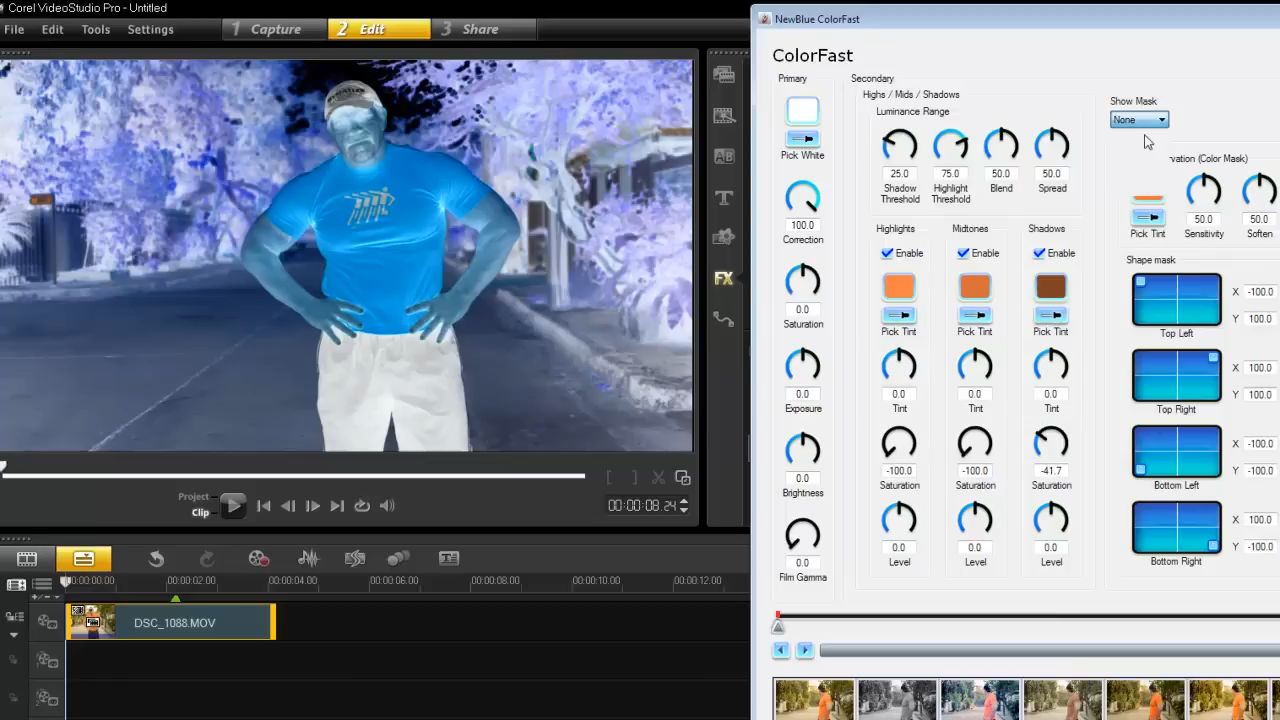 Corel VideoStudio Pro - Untitled
File Edit Tools Settings
1 Capture 2 Edit 3 Share
AB
T
FX
Project
Clip
00:00:08.24
0:00:00.00 00:00:02.00 00:00:04.00 00:00:06.00 00:00:08.00 00:00:10.00 00:00:12.00
DSC_1088.MOV
NewBlue ColorFast
ColorFast
Primary
Pick White
100.0
Correction
0.0
Saturation
0.0
Exposure
0.0
Brightness
0.0
Film Gamma
Secondary
Highs / Mids / Shadows
Luminance Range
25.0 75.0 50.0 50.0
Shadow Threshold Highlight Threshold Blend Spread
Highlights Midtones Shadows
Enable Enable Enable
Pick Tint Pick Tint Pick Tint
0.0 0.0 0.0
Tint Tint Tint
-100.0 -100.0 -41.7
Saturation Saturation Saturation
0.0 0.0 0.0
Level Level Level
Show Mask
None
vation (Color Mask)
50.0 50.0
Pick Tint Sensitivity Soften
Shape mask
X -100.0
Y 100.0
Top Left
X 100.0
Y 100.0
Top Right
X -100.0
Y -100.0
Bottom Left
X 100.0
Y -100.0
Bottom Right